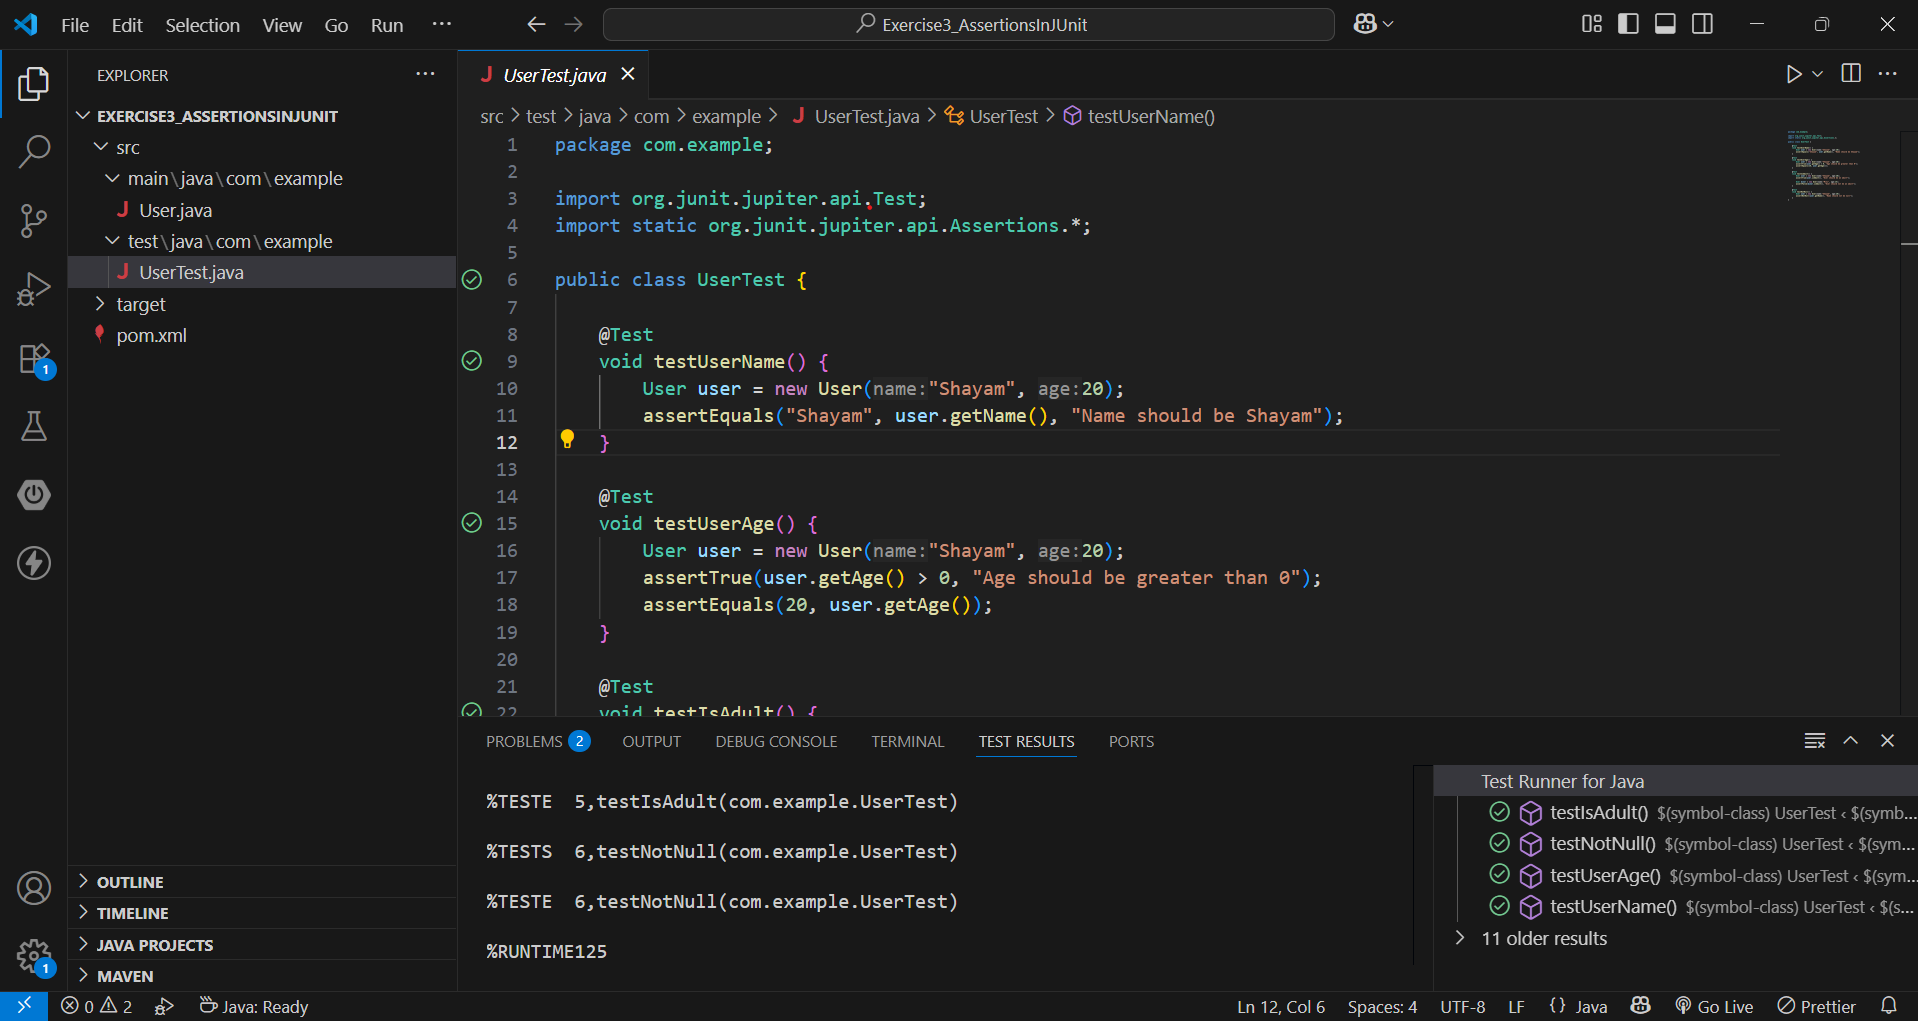 File Edit Selection View Go Run ···
Exercise3_AssertionsInJUnit
EXPLORER ···
EXERCISE3_ASSERTIONSINJUNIT
src
main\java\com\example
J User.java
test\java\com\example
J UserTest.java
target
pom.xml
OUTLINE
TIMELINE
JAVA PROJECTS
MAVEN
1
1
J UserTest.java
src > test > java > com > example > J UserTest.java > UserTest > testUserName()
1 package com.example;
2
3 import org.junit.jupiter.api.Test;
4 import static org.junit.jupiter.api.Assertions.*;
5
6 public class UserTest {
7
8 @Test
9 void testUserName() {
10 User user = new User(name:"Shayam", age:20);
11 assertEquals("Shayam", user.getName(), "Name should be Shayam");
12 }
13
14 @Test
15 void testUserAge() {
16 User user = new User(name:"Shayam", age:20);
17 assertTrue(user.getAge() > 0, "Age should be greater than 0");
18 assertEquals(20, user.getAge());
19 }
20
21 @Test
22 void testIsAdult() {
PROBLEMS 2 OUTPUT DEBUG CONSOLE TERMINAL TEST RESULTS PORTS
%TESTE 5,testIsAdult(com.example.UserTest)
%TESTS 6,testNotNull(com.example.UserTest)
%TESTE 6,testNotNull(com.example.UserTest)
%RUNTIME125
Test Runner for Java
testIsAdult() $(symbol-class) UserTest ‹ $(symb...
testNotNull() $(symbol-class) UserTest ‹ $(sym...
testUserAge() $(symbol-class) UserTest ‹ $(sym...
testUserName() $(symbol-class) UserTest ‹ $(s...
11 older results
0 2 Java: Ready
Ln 12, Col 6 Spaces: 4 UTF-8 LF {} Java Go Live Prettier